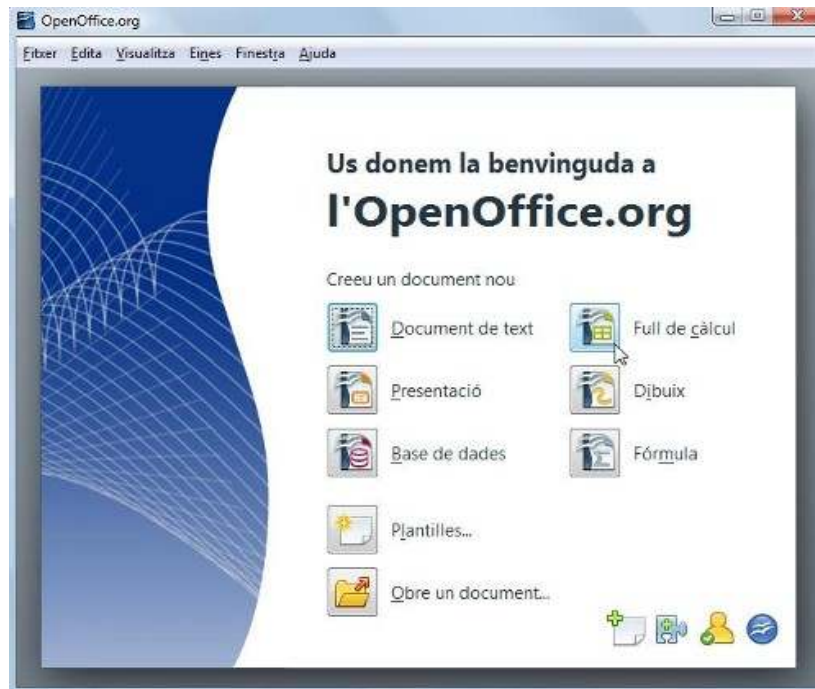 OpenOffice.org
Fitxer Edita Visualitza Eines Finestra Ajuda
Us donem la benvinguda a
l'OpenOffice.org
Creeu un document nou
Document de text
Full de càlcul
Presentació
Dibuix
Base de dades
Fórmula
Plantilles...
Obre un document...